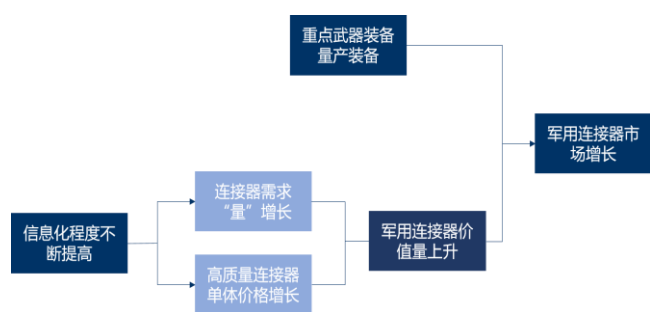 重点武器装备
量产装备
军用连接器市
场增长
连接器需求
“量”增长
信息化程度不
断提高
军用连接器价
值量上升
高质量连接器
单体价格增长